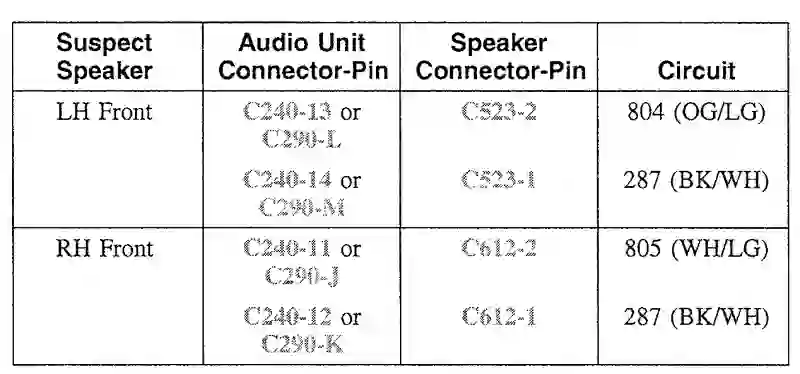 Suspect Speaker Audio Unit Connector-Pin Speaker Connector-Pin Circuit
LH Front C240-13 or C290-L C523-2 804 (OG/LG)
C240-14 or C290-M C523-1 287 (BK/WH)
RH Front C240-11 or C290-J C612-2 805 (WH/LG)
C240-12 or C290-K C612-1 287 (BK/WH)